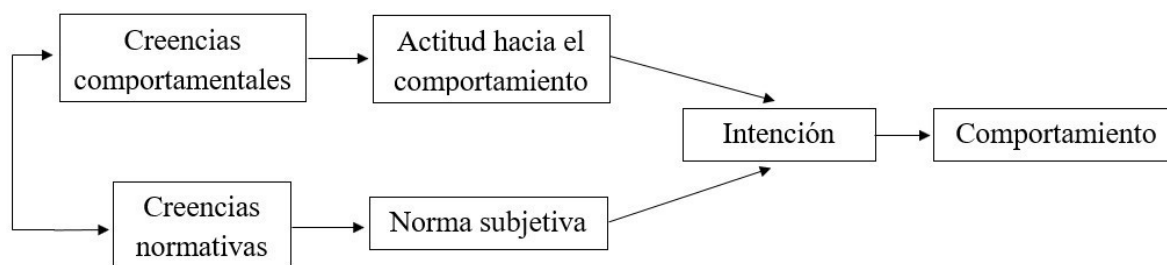 Creencias
comportamentales
Actitud hacia el
comportamiento
Intención
Comportamiento
Creencias
normativas
Norma subjetiva